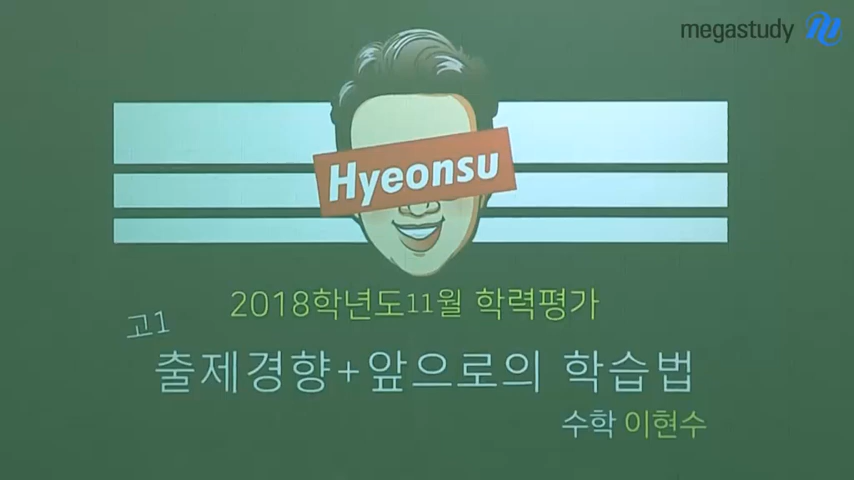 megastudy
Hyeonsu
2018학년도11월 학력평가
고1
출제경향+앞으로의 학습법
수학 이현수